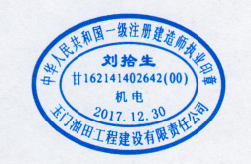 中华人民共和国一级注册建造师执业印章
刘拾生
甘162141402642(00)
机电
2017.12.30
玉门油田工程建设有限责任公司